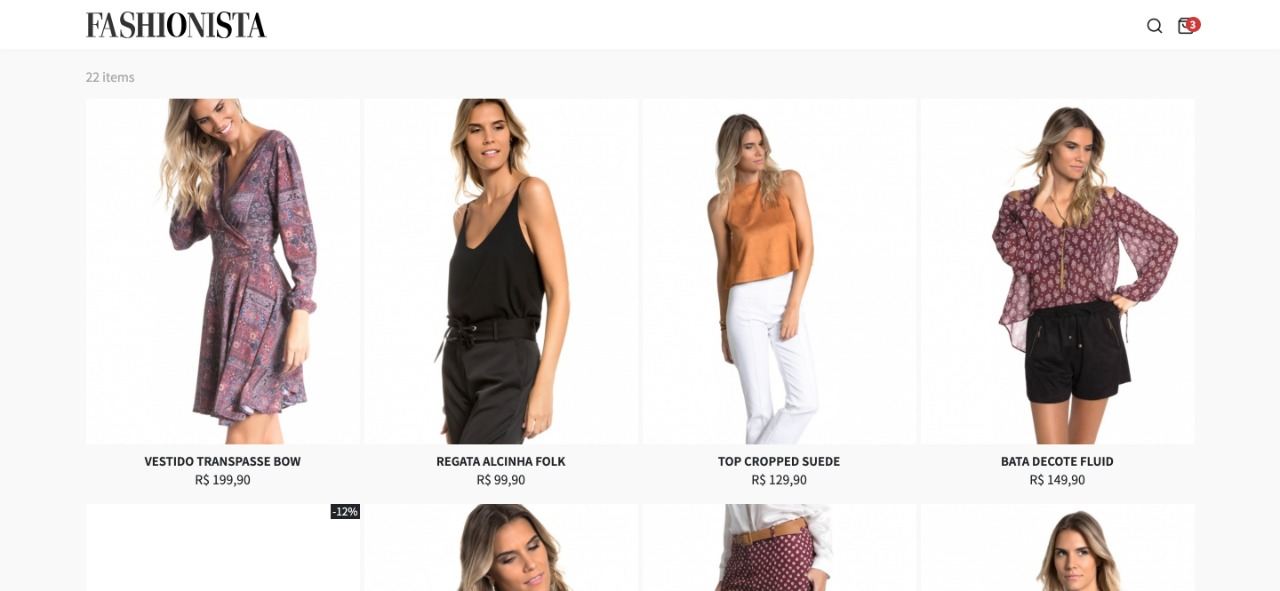 FASHIONISTA
3
22 items
VESTIDO TRANSPASSE BOW
R$ 199,90
REGATA ALCINHA FOLK
R$ 99,90
TOP CROPPED SUEDE
R$ 129,90
BATA DECOTE FLUID
R$ 149,90
-12%